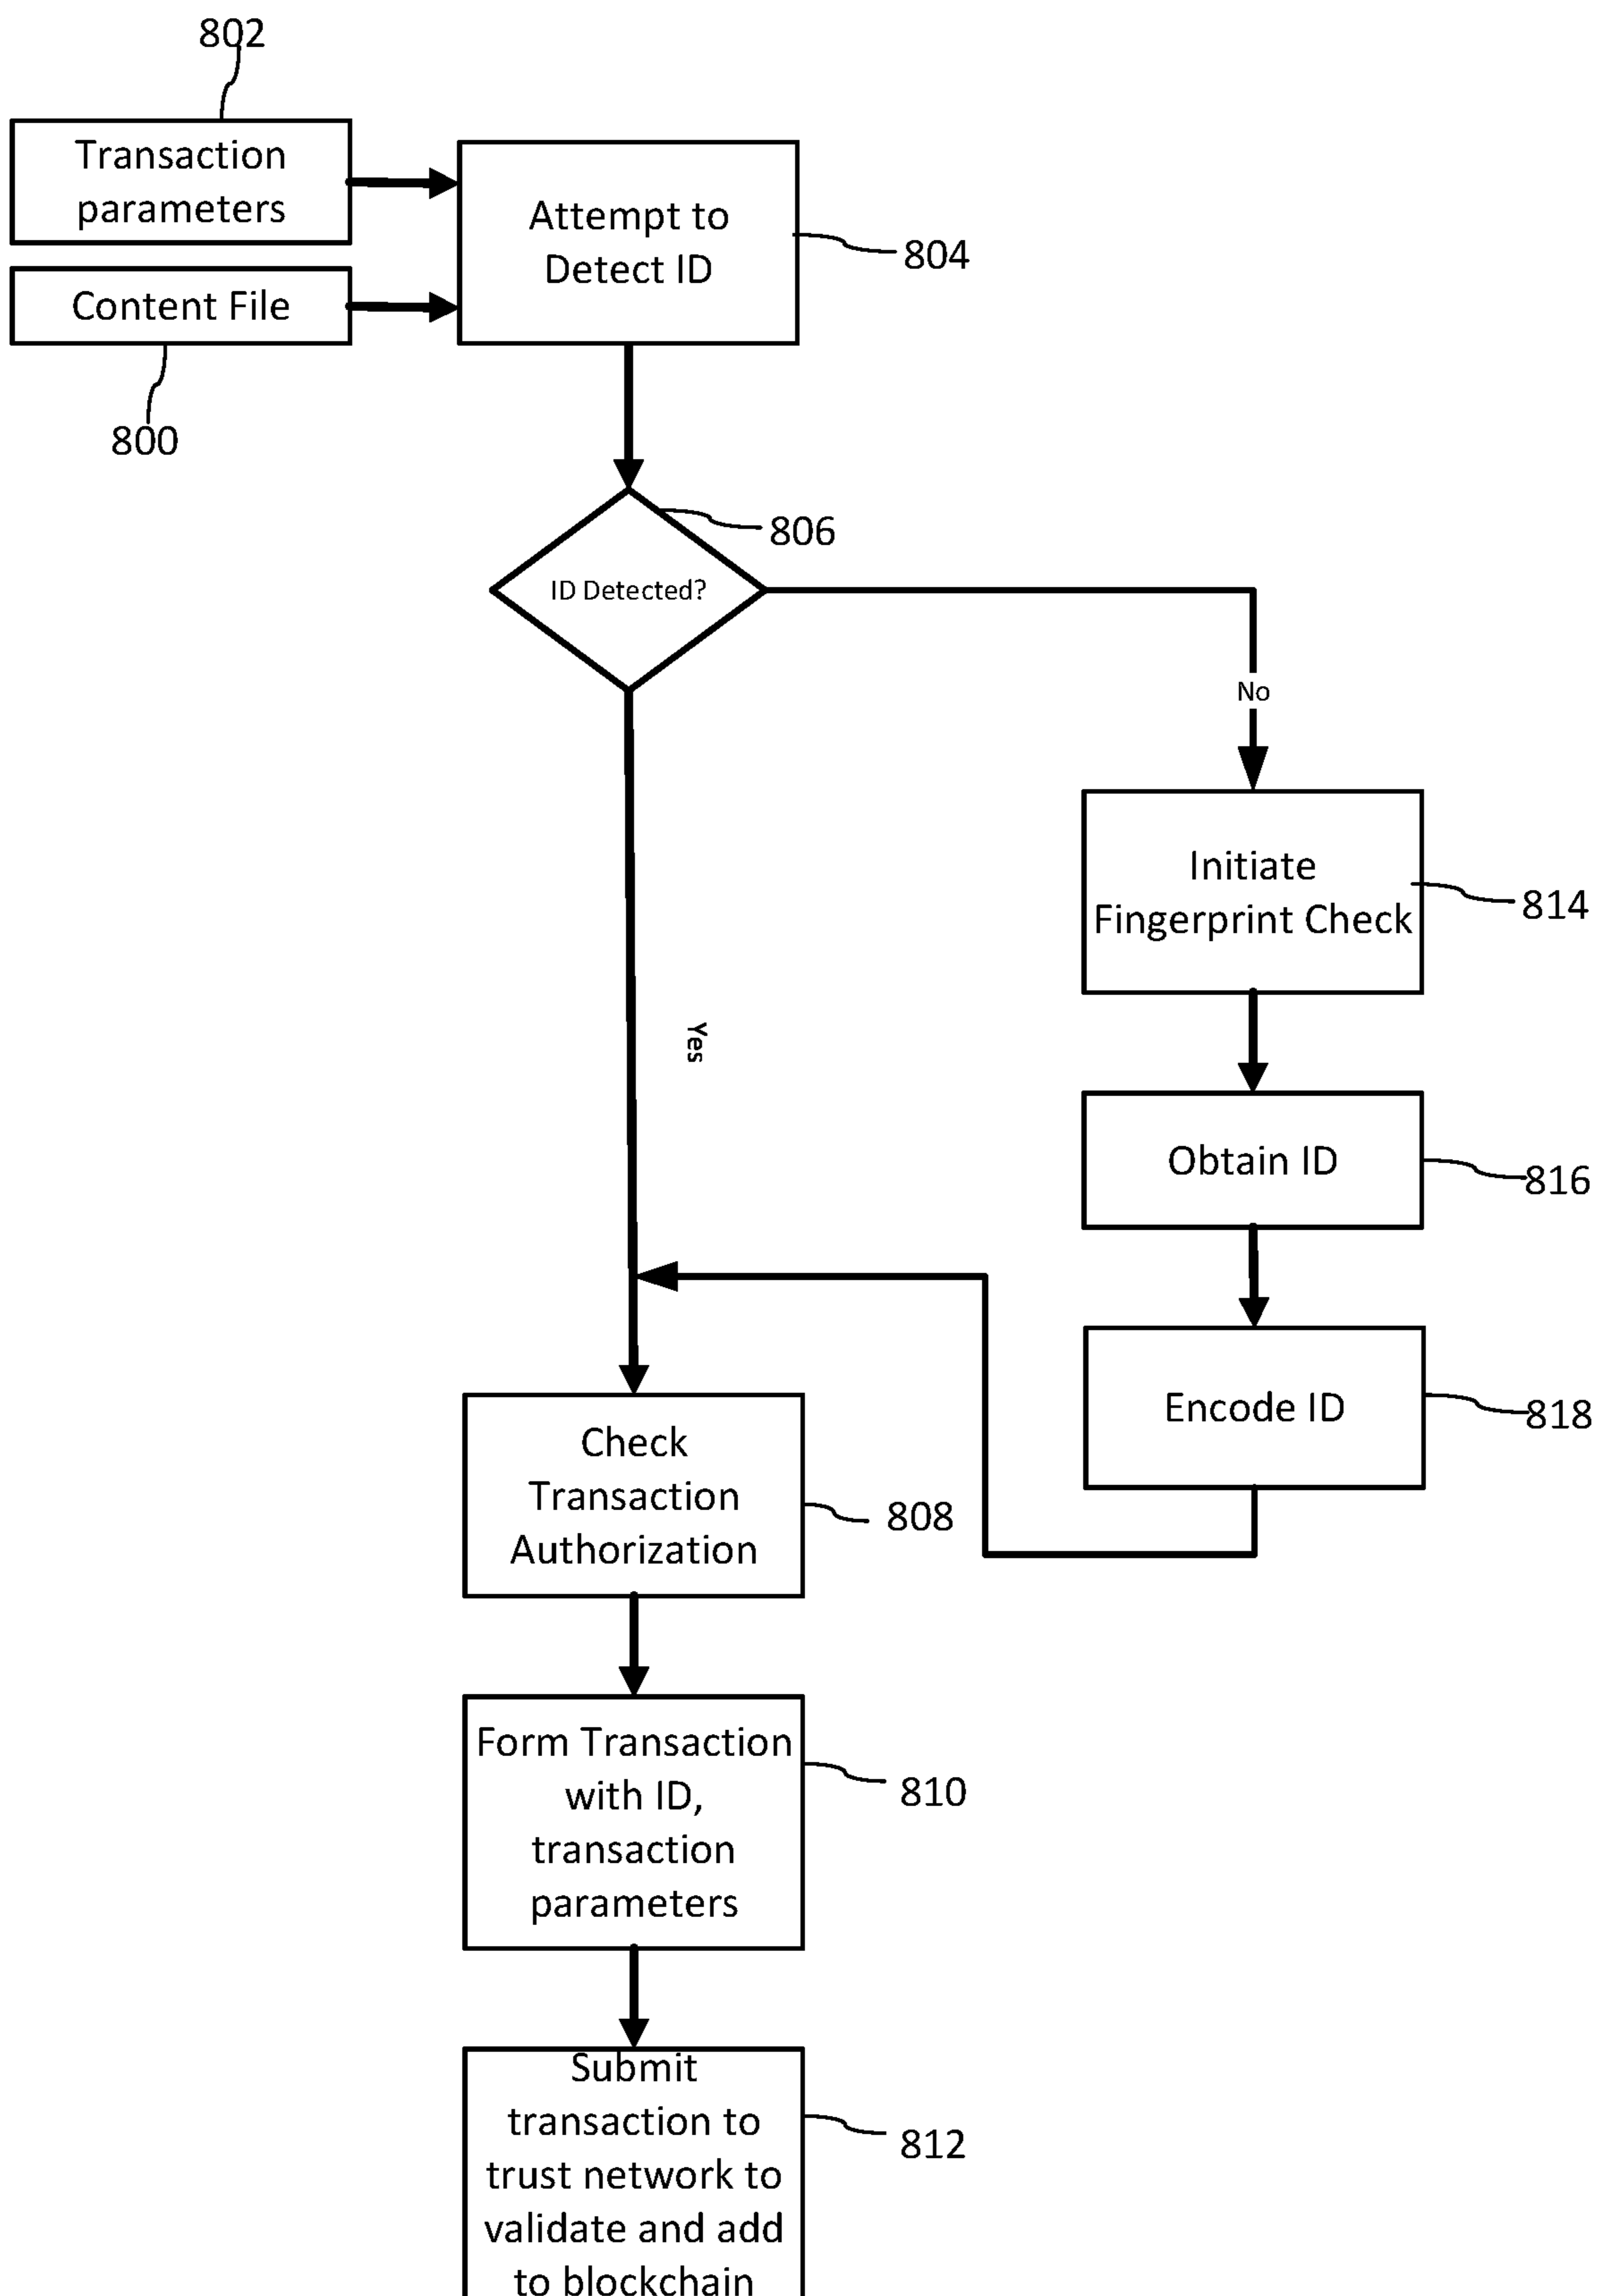 802
Transaction
parameters
Attempt to
Detect ID
804
Content File
800
806
ID Detected?
No
Initiate
Fingerprint Check
814
Yes
Obtain ID
816
Encode ID
818
Check
Transaction
Authorization
808
Form Transaction
with ID,
transaction
parameters
810
Submit
transaction to
trust network to
validate and add
to blockchain
812